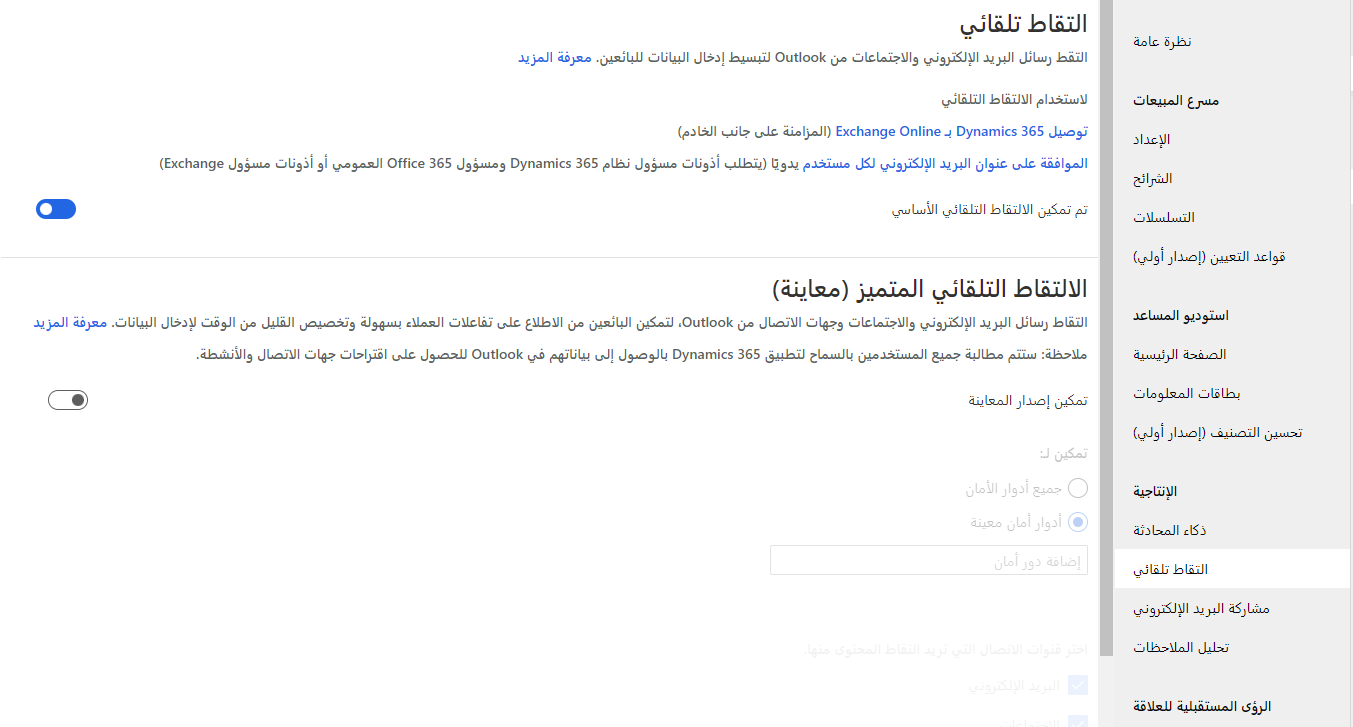 نظرة عامة
مسرع المبيعات
الإعداد
الشرائح
التسلسلات
قواعد التعيين (إصدار أولي)
استوديو المساعد
الصفحة الرئيسية
بطاقات المعلومات
تحسين التصنيف (إصدار أولي)
الإنتاجية
ذكاء المحادثة
التقاط تلقائي
مشاركة البريد الإلكتروني
تحليل الملاحظات
الرؤى المستقبلية للعلاقة
التقاط تلقائي
التقط رسائل البريد الإلكتروني والاجتماعات من Outlook لتبسيط إدخال البيانات للبائعين. معرفة المزيد
لاستخدام الالتقاط التلقائي
توصيل Dynamics 365 بـ Exchange Online (المزامنة على جانب الخادم)
الموافقة على عنوان البريد الإلكتروني لكل مستخدم يدويًا (يتطلب أذونات مسؤول نظام Dynamics 365 ومسؤول Office 365 العمومي أو أذونات مسؤول Exchange)
تم تمكين الالتقاط التلقائي الأساسي
الالتقاط التلقائي المتميز (معاينة)
التقاط رسائل البريد الإلكتروني والاجتماعات وجهات الاتصال من Outlook، لتمكين البائعين من الاطلاع على تفاعلات العملاء بسهولة وتخصيص القليل من الوقت لإدخال البيانات. معرفة المزيد
ملاحظة: ستتم مطالبة جميع المستخدمين بالسماح لتطبيق Dynamics 365 بالوصول إلى بياناتهم في Outlook للحصول على اقتراحات جهات الاتصال والأنشطة.
تمكين إصدار المعاينة
تمكين لـ:
جميع أدوار الأمان
أدوار أمان معينة
إضافة دور أمان
اختر قنوات الاتصال التي تريد التقاط المحتوى منها.
البريد الإلكتروني
الاجتماعات